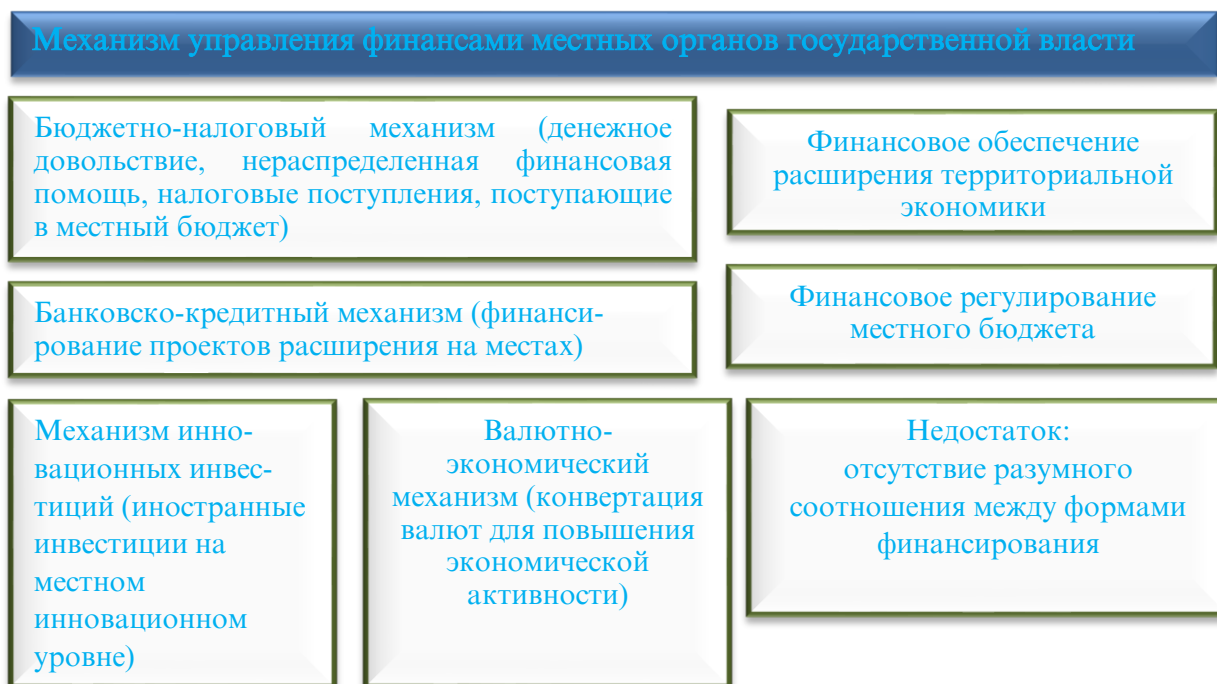 Механизм управления финансами местных органов государственной власти
Бюджетно-налоговый механизм (денежное
довольствие, нераспределенная финансовая
помощь, налоговые поступления, поступающие
в местный бюджет)
Финансовое обеспечение
расширения территориальной
экономики
Банковско-кредитный механизм (финанси-
рование проектов расширения на местах)
Финансовое регулирование
местного бюджета
Механизм инно-
вационных инвес-
тиций (иностранные
инвестиции на
местном
инновационном
уровне)
Валютно-
экономический
механизм (конвертация
валют для повышения
экономической
активности)
Недостаток:
отсутствие разумного
соотношения между формами
финансирования